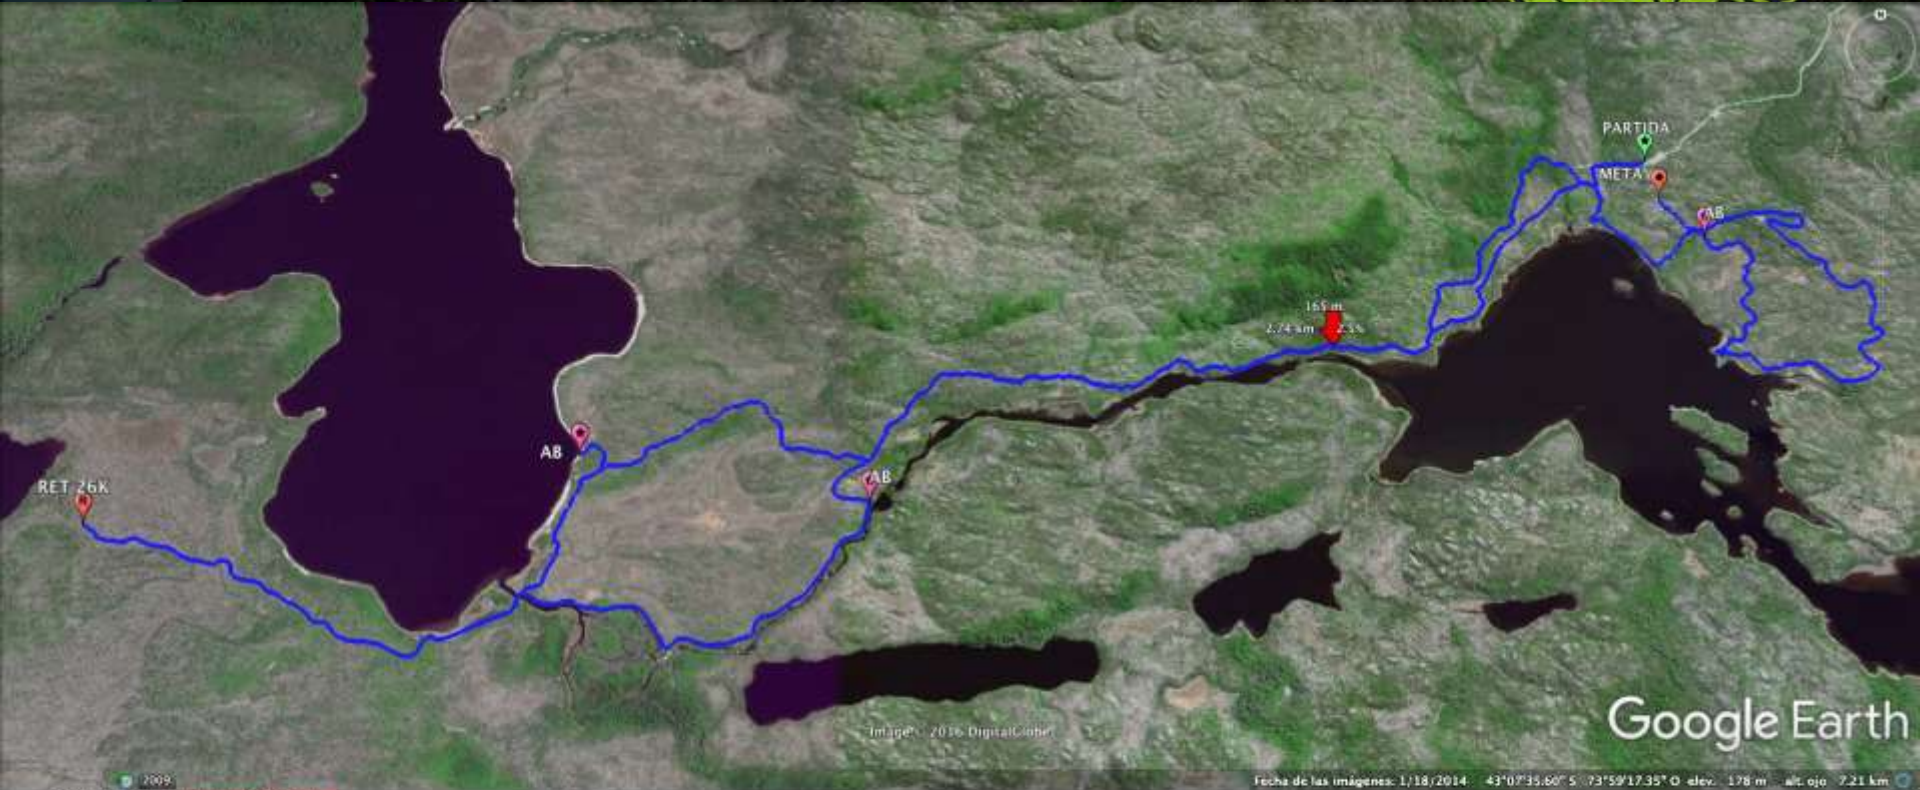 PARTIDA
META
AB
165 m
2.74 km 2.5%
AB
AB
RET 26K
Google Earth
Image © 2016 DigitalGlobe
2009
Fecha de las imágenes: 1/18/2014 43°07'35.60" S 73°59'17.35" O elev. 178 m alt. ojo 7.21 km
N